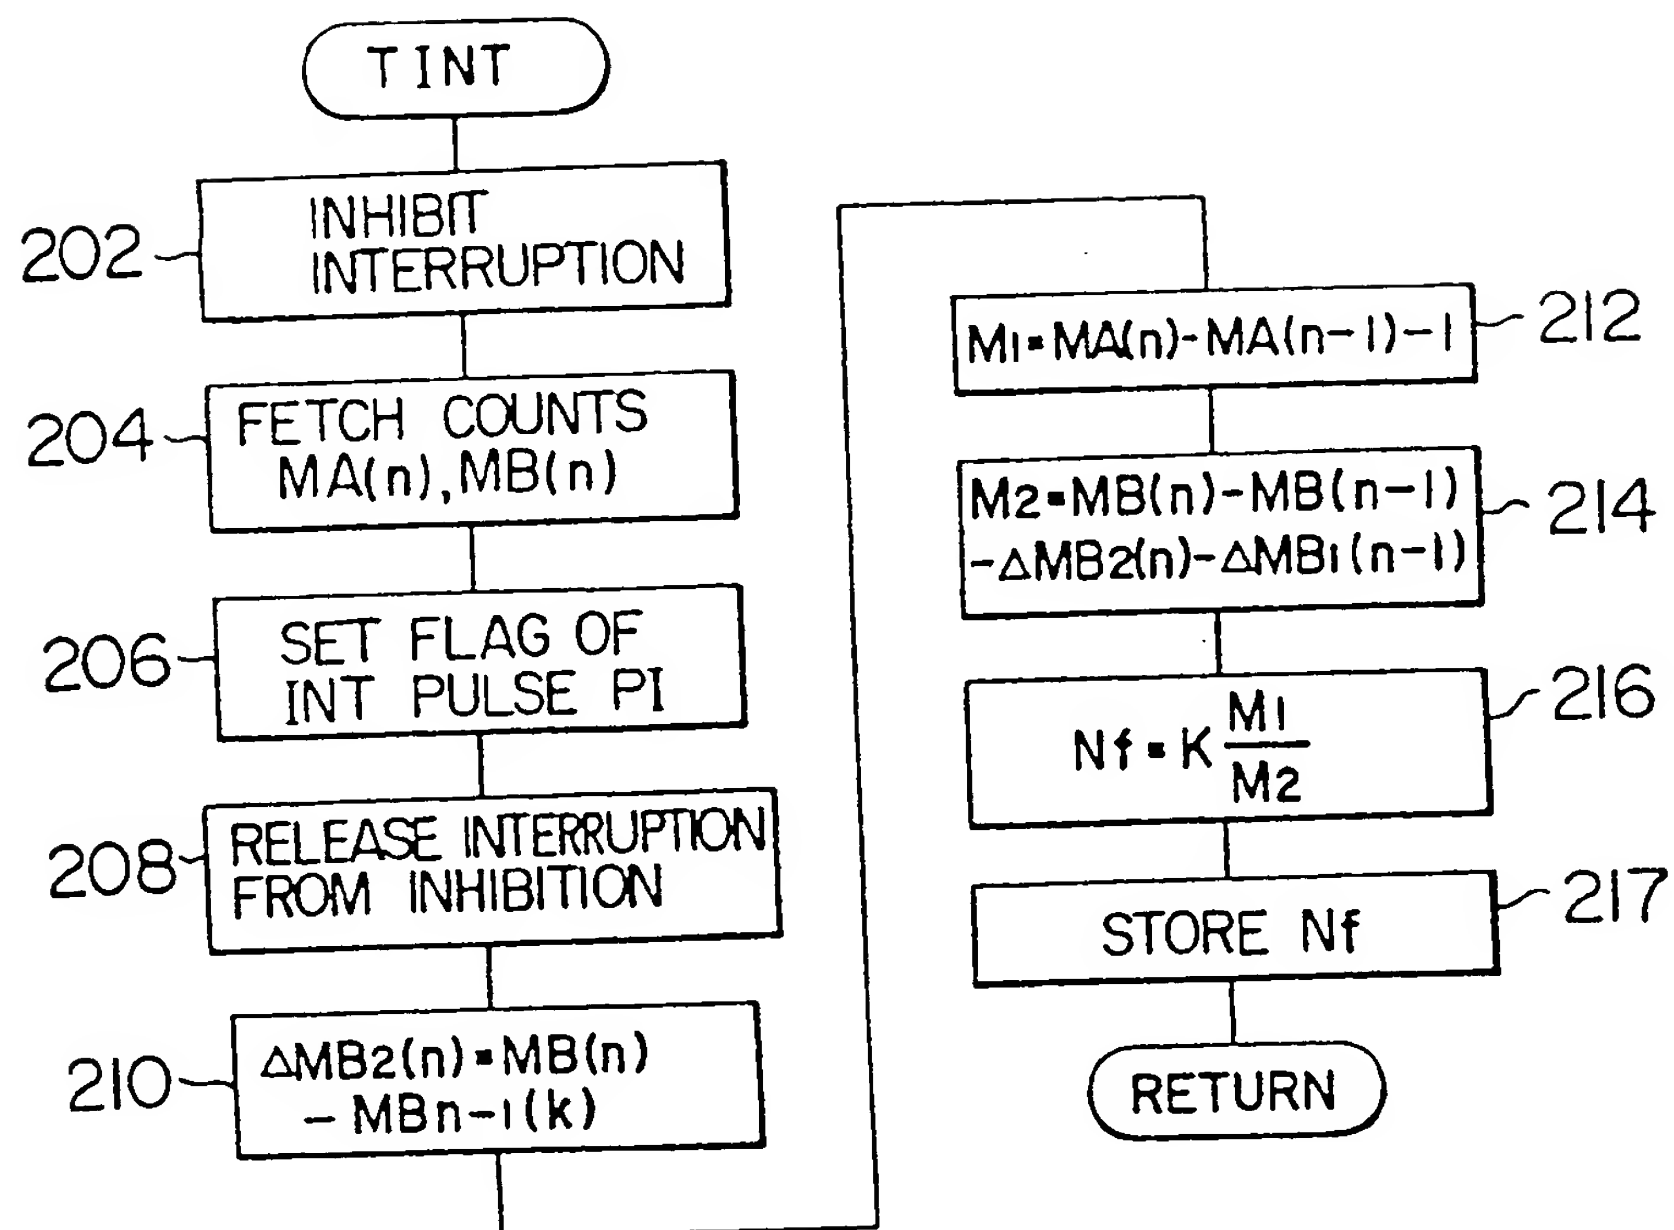 TINT
202
INHIBIT
INTERRUPTION
204
FETCH COUNTS
MA(n), MB(n)
206
SET FLAG OF
INT PULSE PI
208
RELEASE INTERRUPTION
FROM INHIBITION
210
ΔMB2(n)=MB(n)
-MBn-1(k)
M1=MA(n)-MA(n-1)-1
212
M2=MB(n)-MB(n-1)
-ΔMB2(n)-ΔMB1(n-1)
214
Nf=K M1
M2
216
STORE Nf
217
RETURN